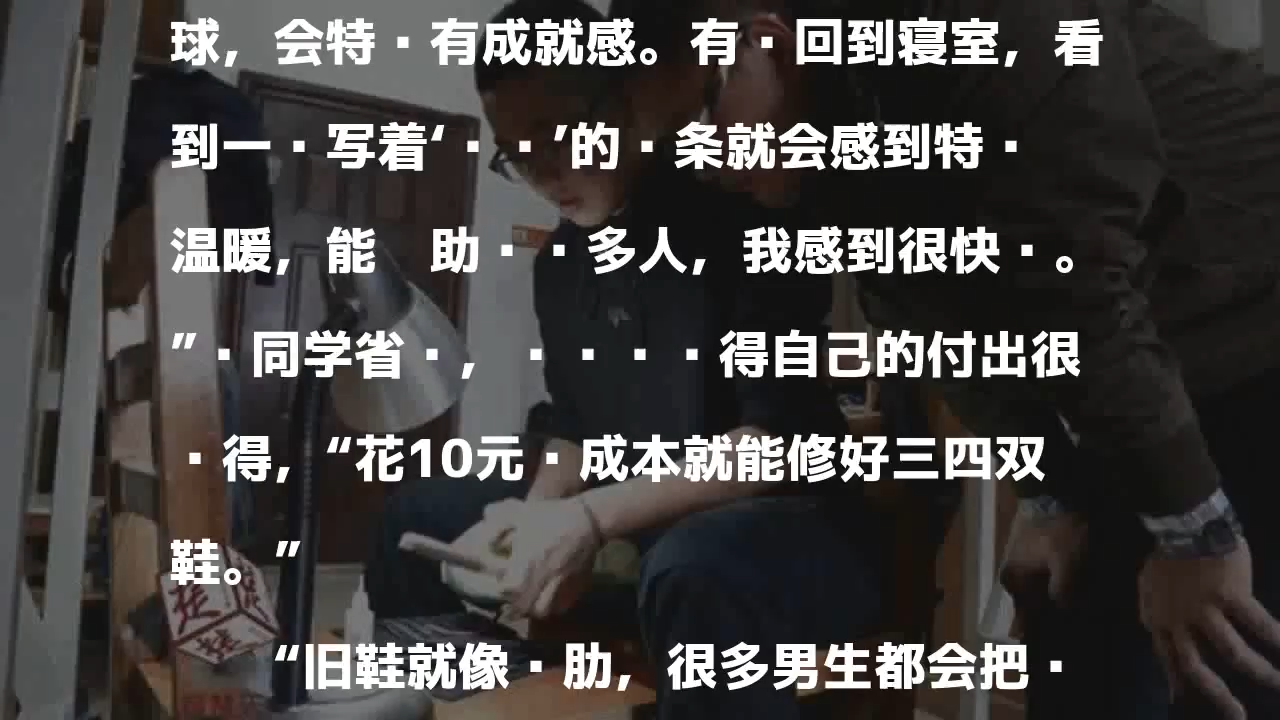 球，会特·有成就感。有·回到寝室，看
到一·写着‘··’的·条就会感到特·
温暖，能　助··多人，我感到很快·。
”·同学省·，····得自己的付出很
·得，“花10元·成本就能修好三四双
鞋。”
“旧鞋就像·肋，很多男生都会把·